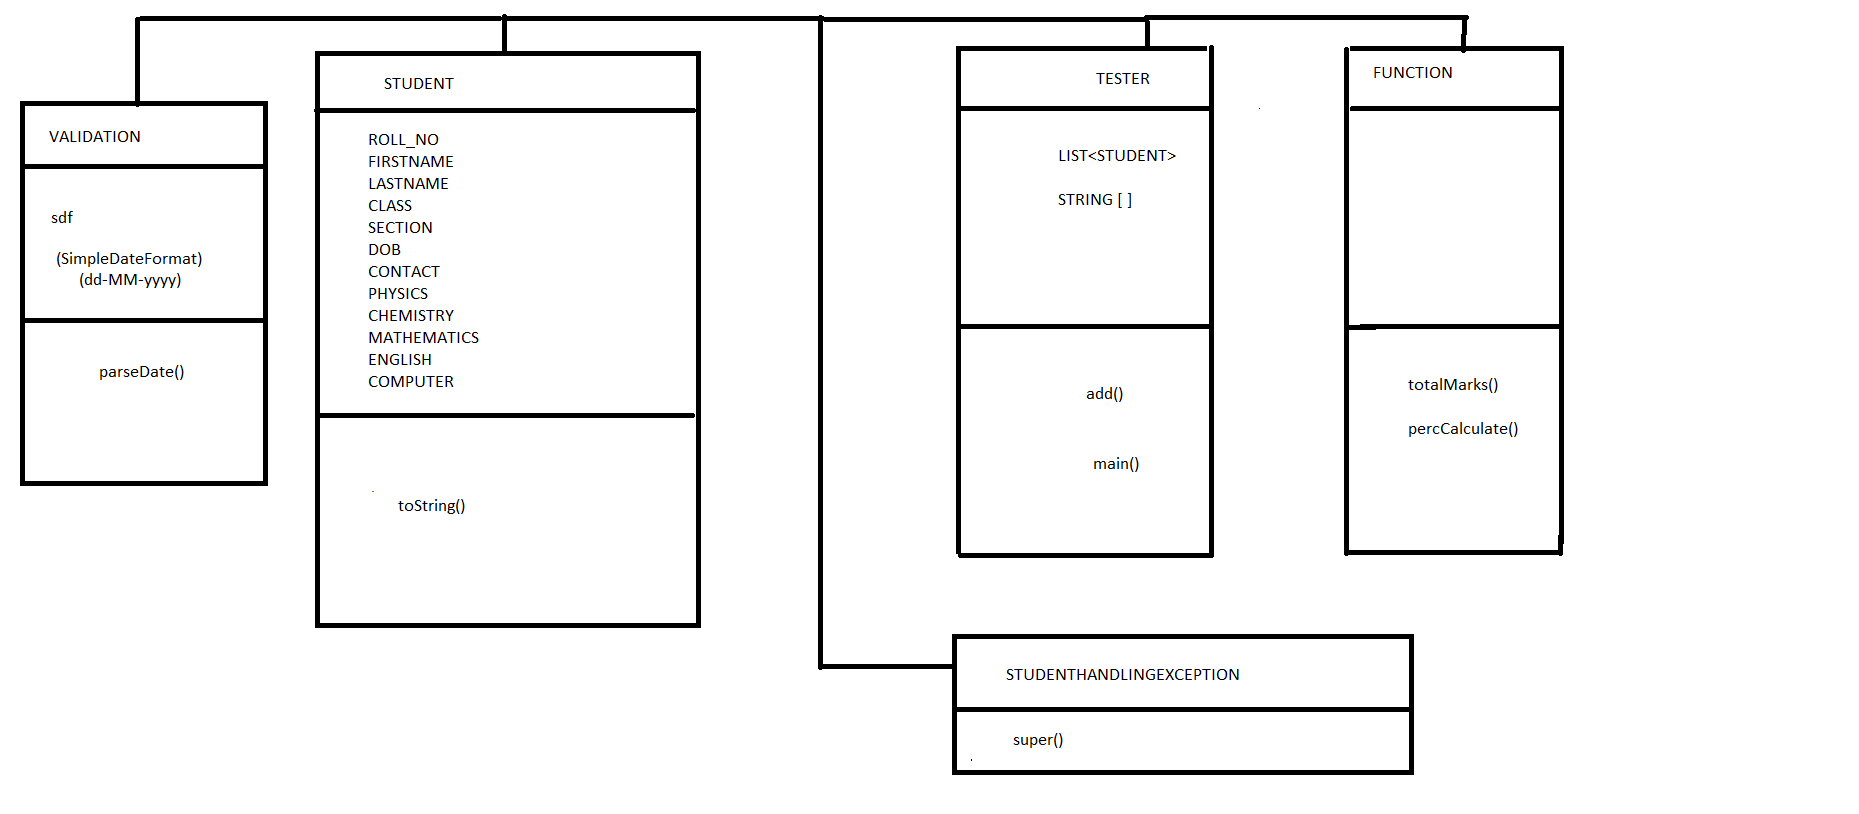 VALIDATION
sdf
(SimpleDateFormat)
(dd-MM-yyyy)
parseDate()
STUDENT
ROLL_NO
FIRSTNAME
LASTNAME
CLASS
SECTION
DOB
CONTACT
PHYSICS
CHEMISTRY
MATHEMATICS
ENGLISH
COMPUTER
toString()
TESTER
LIST<STUDENT>
STRING [ ]
add()
main()
FUNCTION
totalMarks()
percCalculate()
STUDENTHANDLINGEXCEPTION
super()